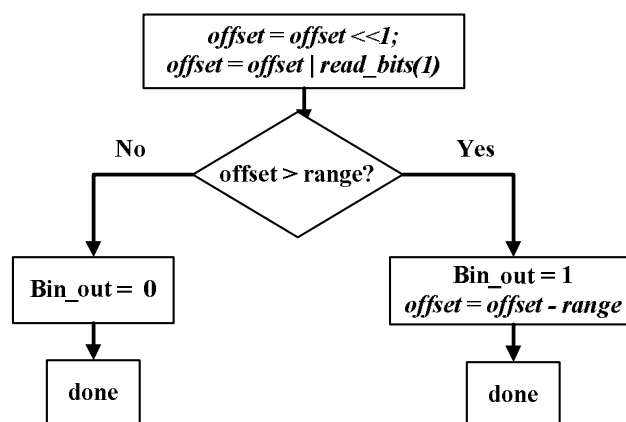 offset = offset <<1;
offset = offset | read_bits(1)
No
Yes
offset > range?
Bin_out = 0
Bin_out = 1
offset = offset - range
done
done